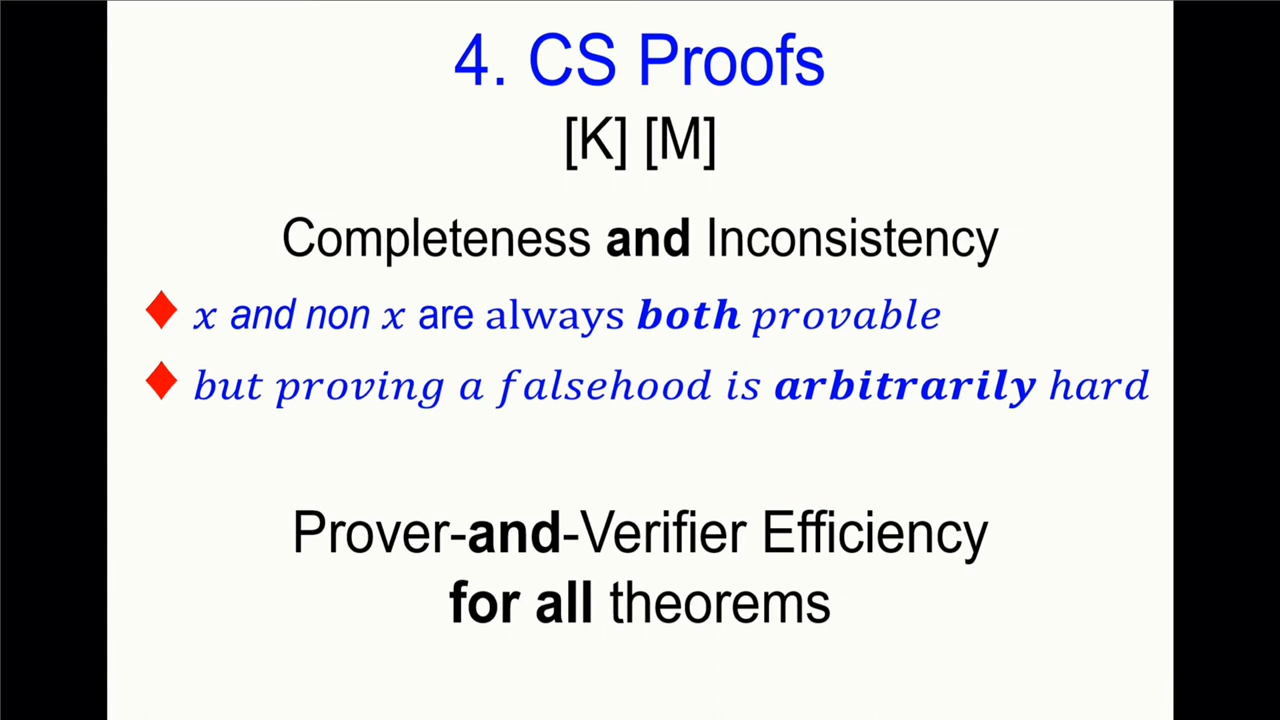 4. CS Proofs
[K] [M]
Completeness and Inconsistency
x and non x are always both provable
but proving a falsehood is arbitrarily hard
Prover-and-Verifier Efficiency
for all theorems